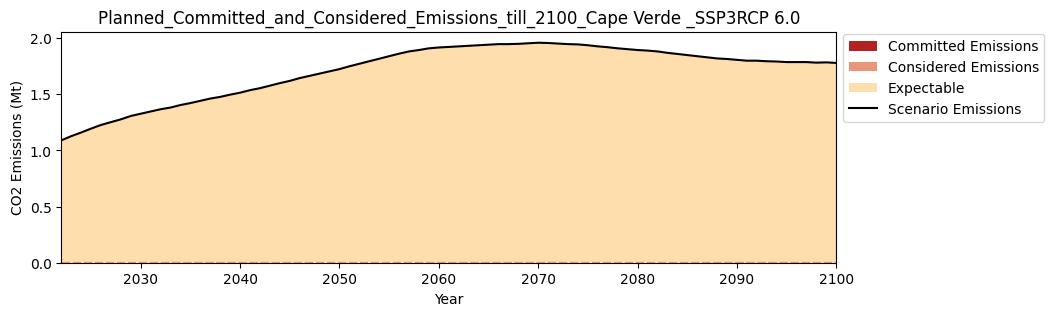 Planned_Committed_and_Considered_Emissions_till_2100_Cape Verde _SSP3RCP 6.0
Committed Emissions
Considered Emissions
Expectable
Scenario Emissions
CO2 Emissions (Mt)
2.0
1.5
1.0
0.5
0.0
2030 2040 2050 2060 2070 2080 2090 2100
Year